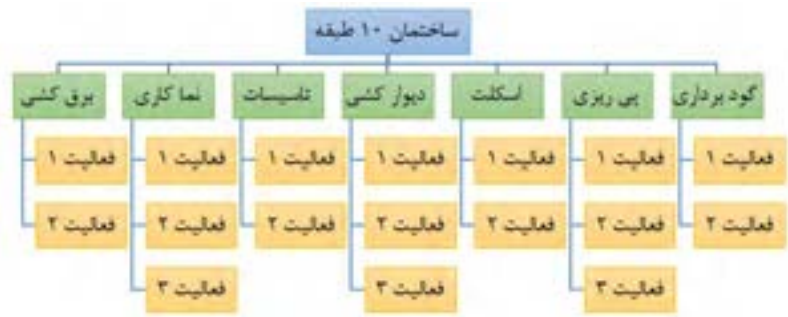 ساختمان ۱۰ طبقه
گود برداری
پی ریزی
اسکلت
دیوار کشی
تاسیسات
نما کاری
برق کشی
فعالیت ۱
فعالیت ۱
فعالیت ۱
فعالیت ۱
فعالیت ۱
فعالیت ۱
فعالیت ۱
فعالیت ۲
فعالیت ۲
فعالیت ۲
فعالیت ۲
فعالیت ۲
فعالیت ۲
فعالیت ۲
فعالیت ۳
فعالیت ۳
فعالیت ۳